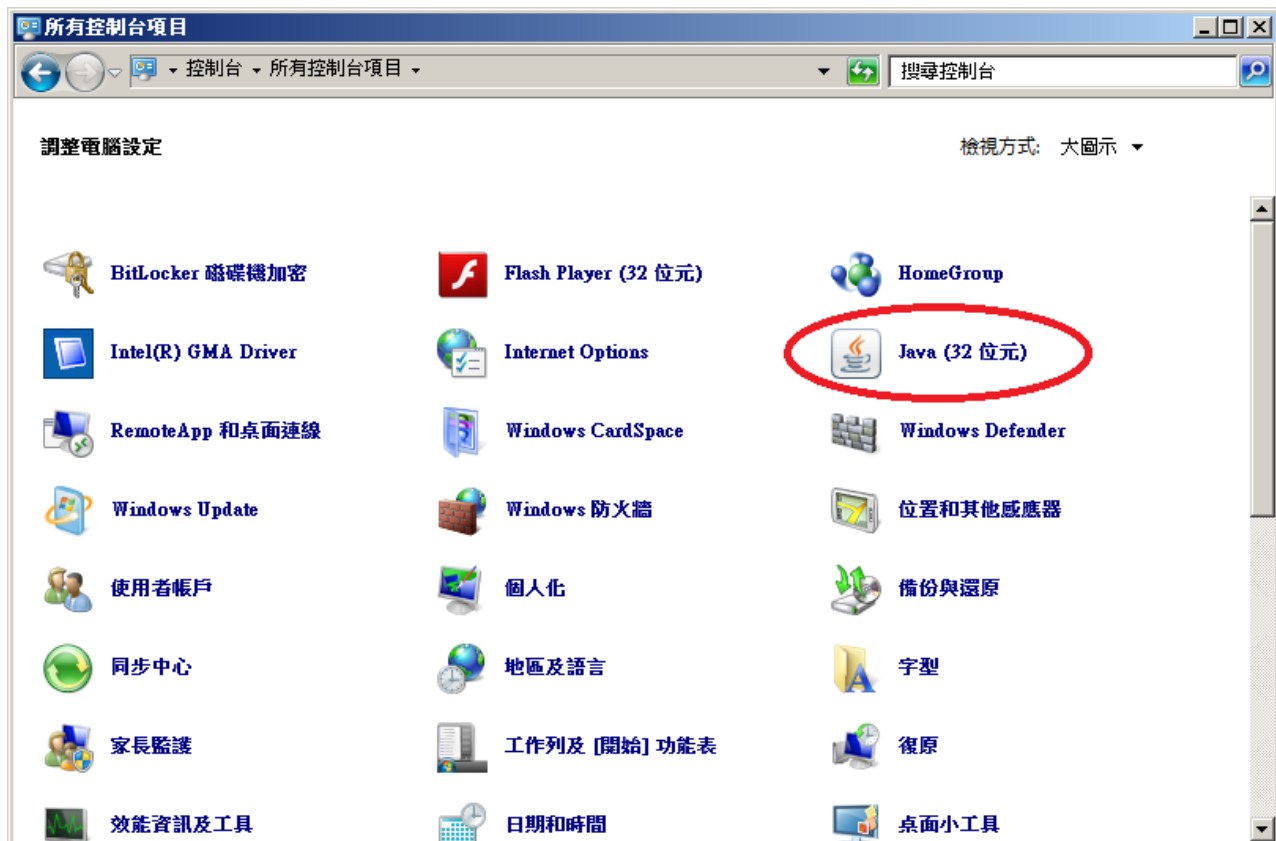 所有控制台項目
控制台 所有控制台項目
搜尋控制台
調整電腦設定
檢視方式: 大圖示
BitLocker 磁碟機加密
Flash Player (32 位元)
HomeGroup
Intel(R) GMA Driver
Internet Options
Java (32 位元)
RemoteApp 和桌面連線
Windows CardSpace
Windows Defender
Windows Update
Windows 防火牆
位置和其他感應器
使用者帳戶
個人化
備份與還原
同步中心
地區及語言
字型
家長監護
工作列及 [開始] 功能表
復原
效能資訊及工具
日期和時間
桌面小工具